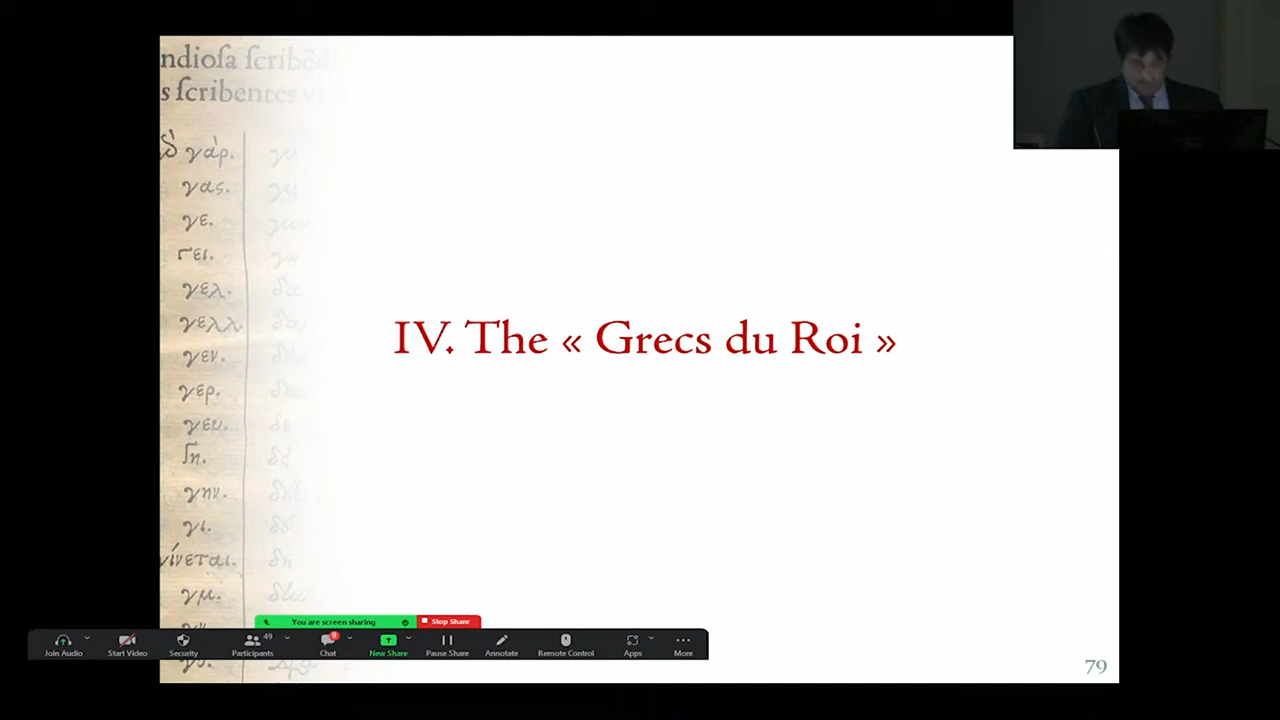 ndioſa ſcribēd
s ſcribentes
γάρ.
γας.
γε.
γει.
γελ.
γελλ.
γεν.
γερ.
γευ.
γη.
γην.
γι.
γίνεται.
γμ.
IV. The « Grecs du Roi »
You are screen sharing
Stop Share
Join Audio
Start Video
Security
49
Participants
9
Chat
New Share
Pause Share
Annotate
Remote Control
Apps
More
79